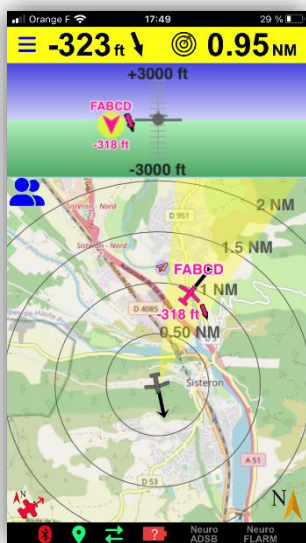 Orange F 17:49 29 %
-323 ft 0.95 NM
+3000 ft
FABCD
-318 ft
-3000 ft
2 NM
D 951
Sisteron - Nord
1.5 NM
Sisteron - Nord
FABCD
1 NM
D 4085
-318 ft
0.50 NM
Sisteron
A 51
D 53
N
?
Neuro
ADSB
Neuro
FLARM